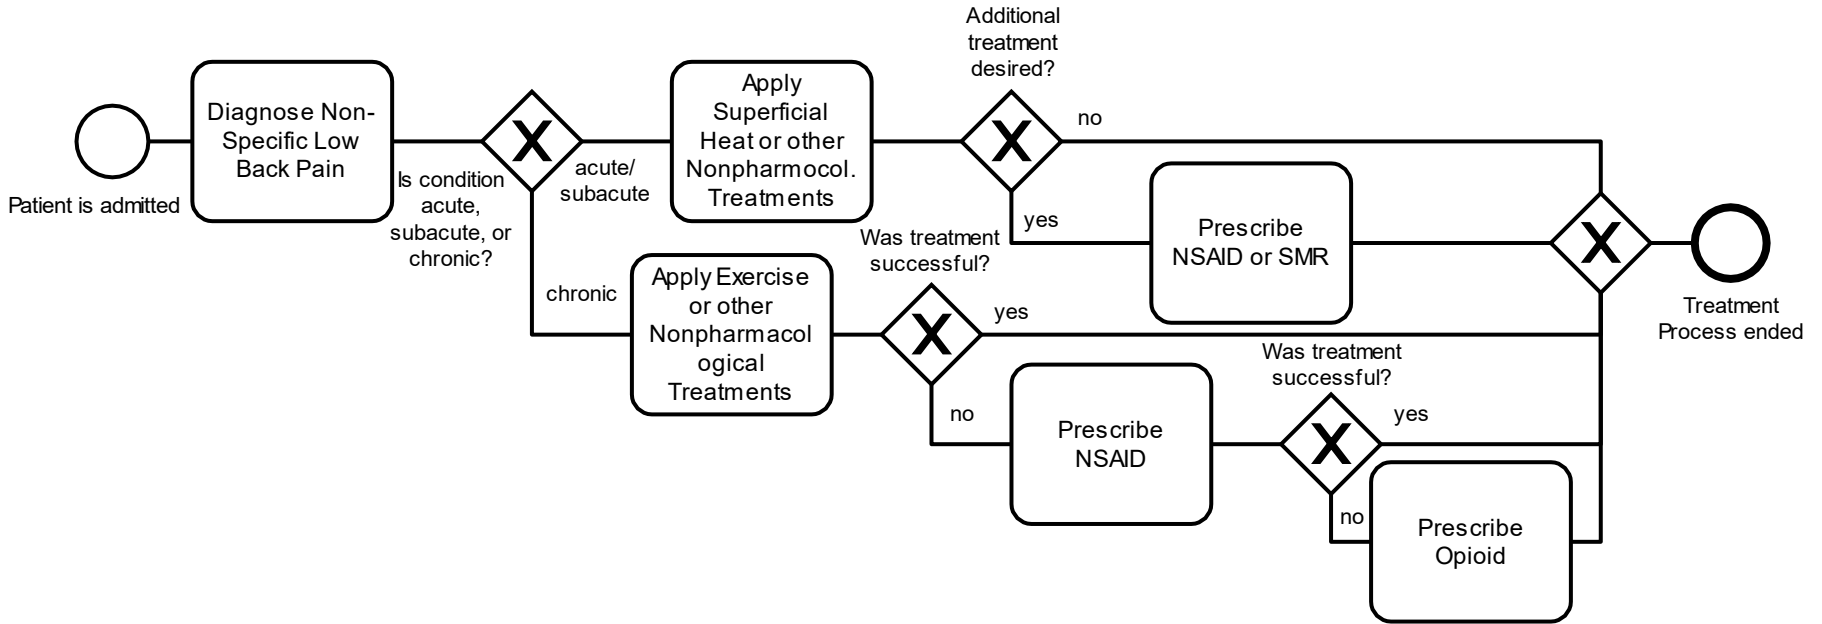 Additional
treatment
desired?
Patient is admitted
Diagnose Non-
Specific Low
Back Pain
Is condition
acute,
subacute, or
chronic?
X
acute/
subacute
chronic
Apply
Superficial
Heat or other
Nonpharmocol.
Treatments
X
no
yes
Prescribe
NSAID or SMR
Apply Exercise
or other
Nonpharmacol
ogical
Treatments
Was treatment
successful?
X
yes
no
Prescribe
NSAID
Was treatment
successful?
X
yes
no
Prescribe
Opioid
X
Treatment
Process ended